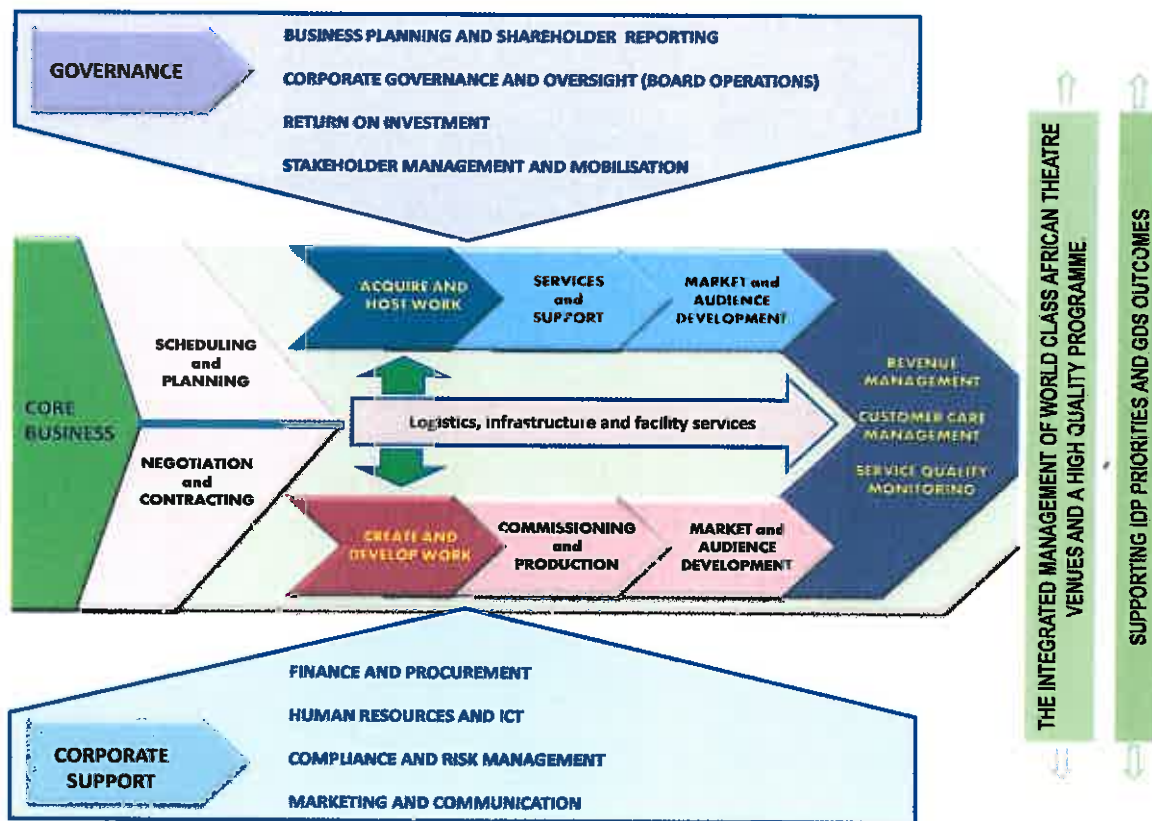 GOVERNANCE
BUSINESS PLANNING AND SHAREHOLDER REPORTING
CORPORATE GOVERNANCE AND OVERSIGHT (BOARD OPERATIONS)
RETURN ON INVESTMENT
STAKEHOLDER MANAGEMENT AND MOBILISATION
CORE
BUSINESS
SCHEDULING
and
PLANNING
NEGOTIATION
and
CONTRACTING
ACQUIRE AND
HOST WORK
SERVICES
and
SUPPORT
MARKET and
AUDIENCE
DEVELOPMENT
Logistics, infrastructure and facility services
CREATE AND
DEVELOP WORK
COMMISSIONING
and
PRODUCTION
MARKET and
AUDIENCE
DEVELOPMENT
REVENUE
MANAGEMENT
CUSTOMER CARE
MANAGEMENT
SERVICE QUALITY
MONITORING
CORPORATE
SUPPORT
FINANCE AND PROCUREMENT
HUMAN RESOURCES AND ICT
COMPLIANCE AND RISK MANAGEMENT
MARKETING AND COMMUNICATION
THE INTEGRATED MANAGEMENT OF WORLD CLASS AFRICAN THEATRE
VENUES AND A HIGH QUALITY PROGRAMME.
SUPPORTING IDP PRIORITIES AND GDS OUTCOMES